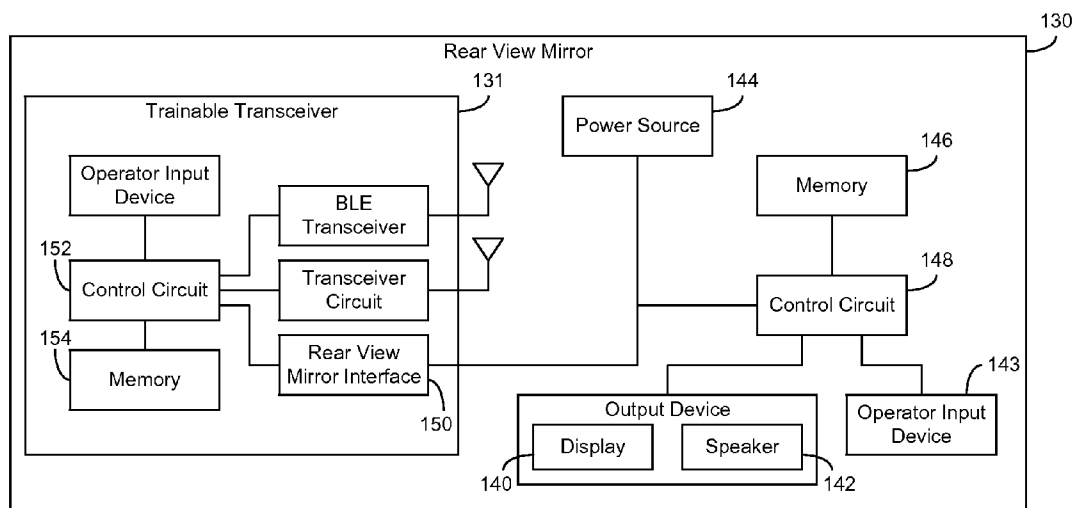 130
Rear View Mirror
131
Trainable Transceiver
144
Power Source
146
Memory
Operator Input
Device
BLE
Transceiver
152
Control Circuit
Transceiver
Circuit
148
Control Circuit
154
Memory
Rear View
Mirror Interface
150
143
Operator Input
Device
Output Device
Display
Speaker
140
142